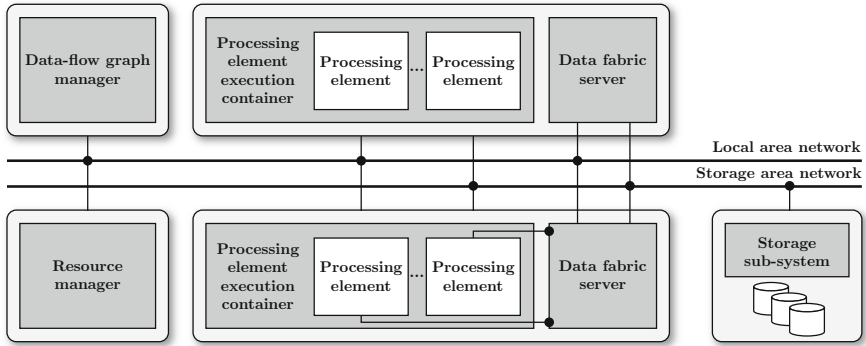 Data-flow graph
manager
Processing
element
execution
container
Processing
element
...
Processing
element
Data fabric
server
Local area network
Storage area network
Resource
manager
Processing
element
execution
container
Processing
element
...
Processing
element
Data fabric
server
Storage
sub-system